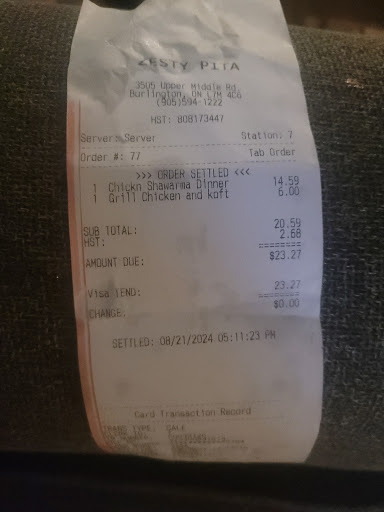 ZESTY PITA
3505 Upper Middle Rd.
Burlington, ON L7M 4C6
(905)594-1222
HST: 808173447
Server: Server Station: 7
Order #: 77 Tab Order
>>> ORDER SETTLED <<<
1 Chickn Shawarma Dinner 14.59
1 Grill Chicken and koft 6.00
SUB TOTAL: 20.59
HST: 2.68
========
AMOUNT DUE: $23.27
Visa TEND: 23.27
========
CHANGE: $0.00
SETTLED: 08/21/2024 05:11:23 PM
Card Transaction Record
TRANS TYPE: SALE